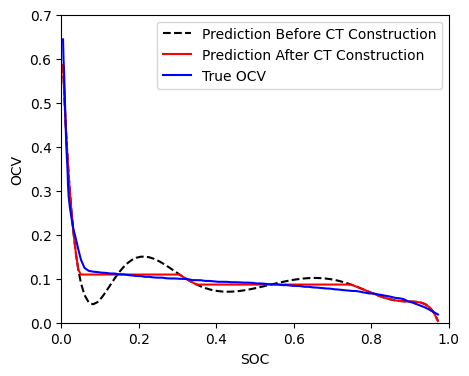 0.7
0.6
0.5
0.4
0.3
0.2
0.1
0.0
OCV
Prediction Before CT Construction
Prediction After CT Construction
True OCV
0.0 0.2 0.4 0.6 0.8 1.0
SOC